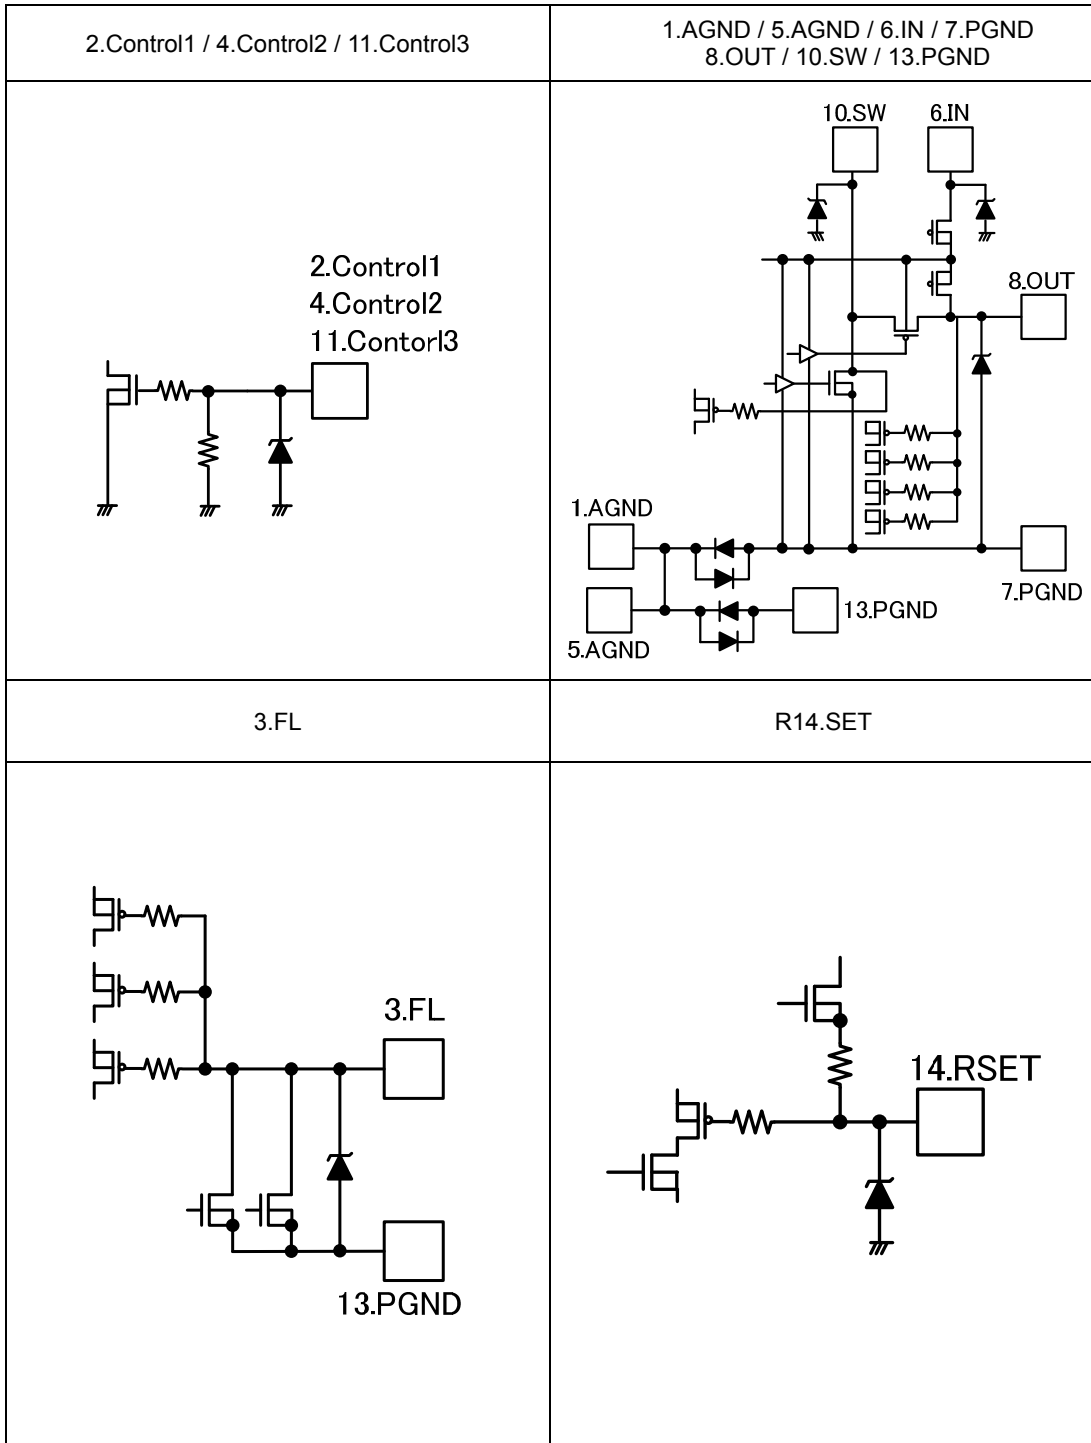 2.Control1 / 4.Control2 / 11.Control3
1.AGND / 5.AGND / 6.IN / 7.PGND
8.OUT / 10.SW / 13.PGND
2.Control1
4.Control2
11.Contorl3
10.SW
6.IN
8.OUT
1.AGND
7.PGND
13.PGND
5.AGND
3.FL
R14.SET
3.FL
13.PGND
14.RSET